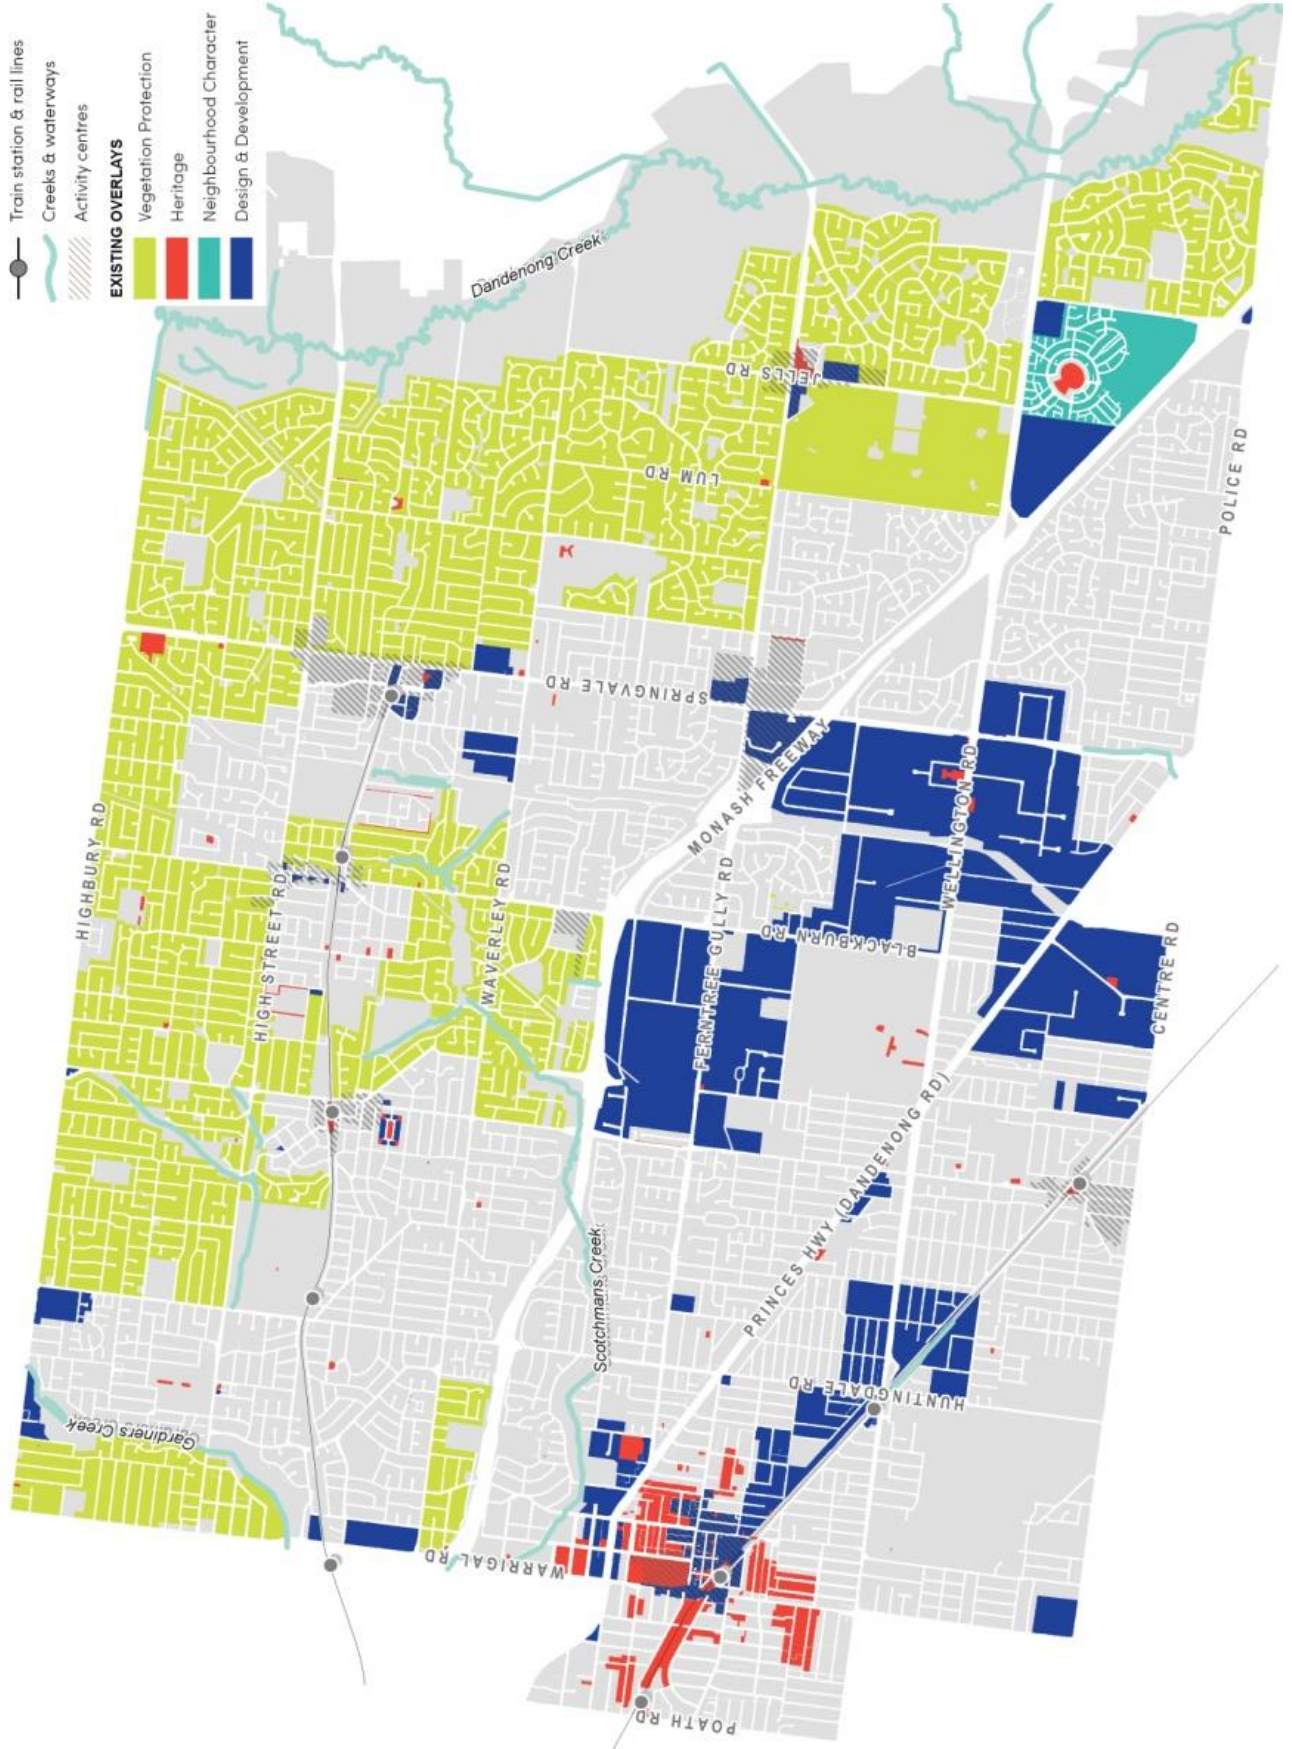 Train station & rail lines
Creeks & waterways
Activity centres
EXISTING OVERLAYS
Vegetation Protection
Heritage
Neighbourhood Character
Design & Development
HIGHBURY RD
HIGH STREET RD
WAVERLEY RD
FERNTREE GULLY RD
WELLINGTON RD
POLICE RD
CENTRE RD
PRINCES HWY (DANDENONG RD)
MONASH FREEWAY
POATH RD
WARRIGAL RD
HUNTINGDALE RD
BLACKBURN RD
SPRINGVALE RD
LUM RD
JELLS RD
Gardiners Creek
Scotchmans Creek
Dandenong Creek